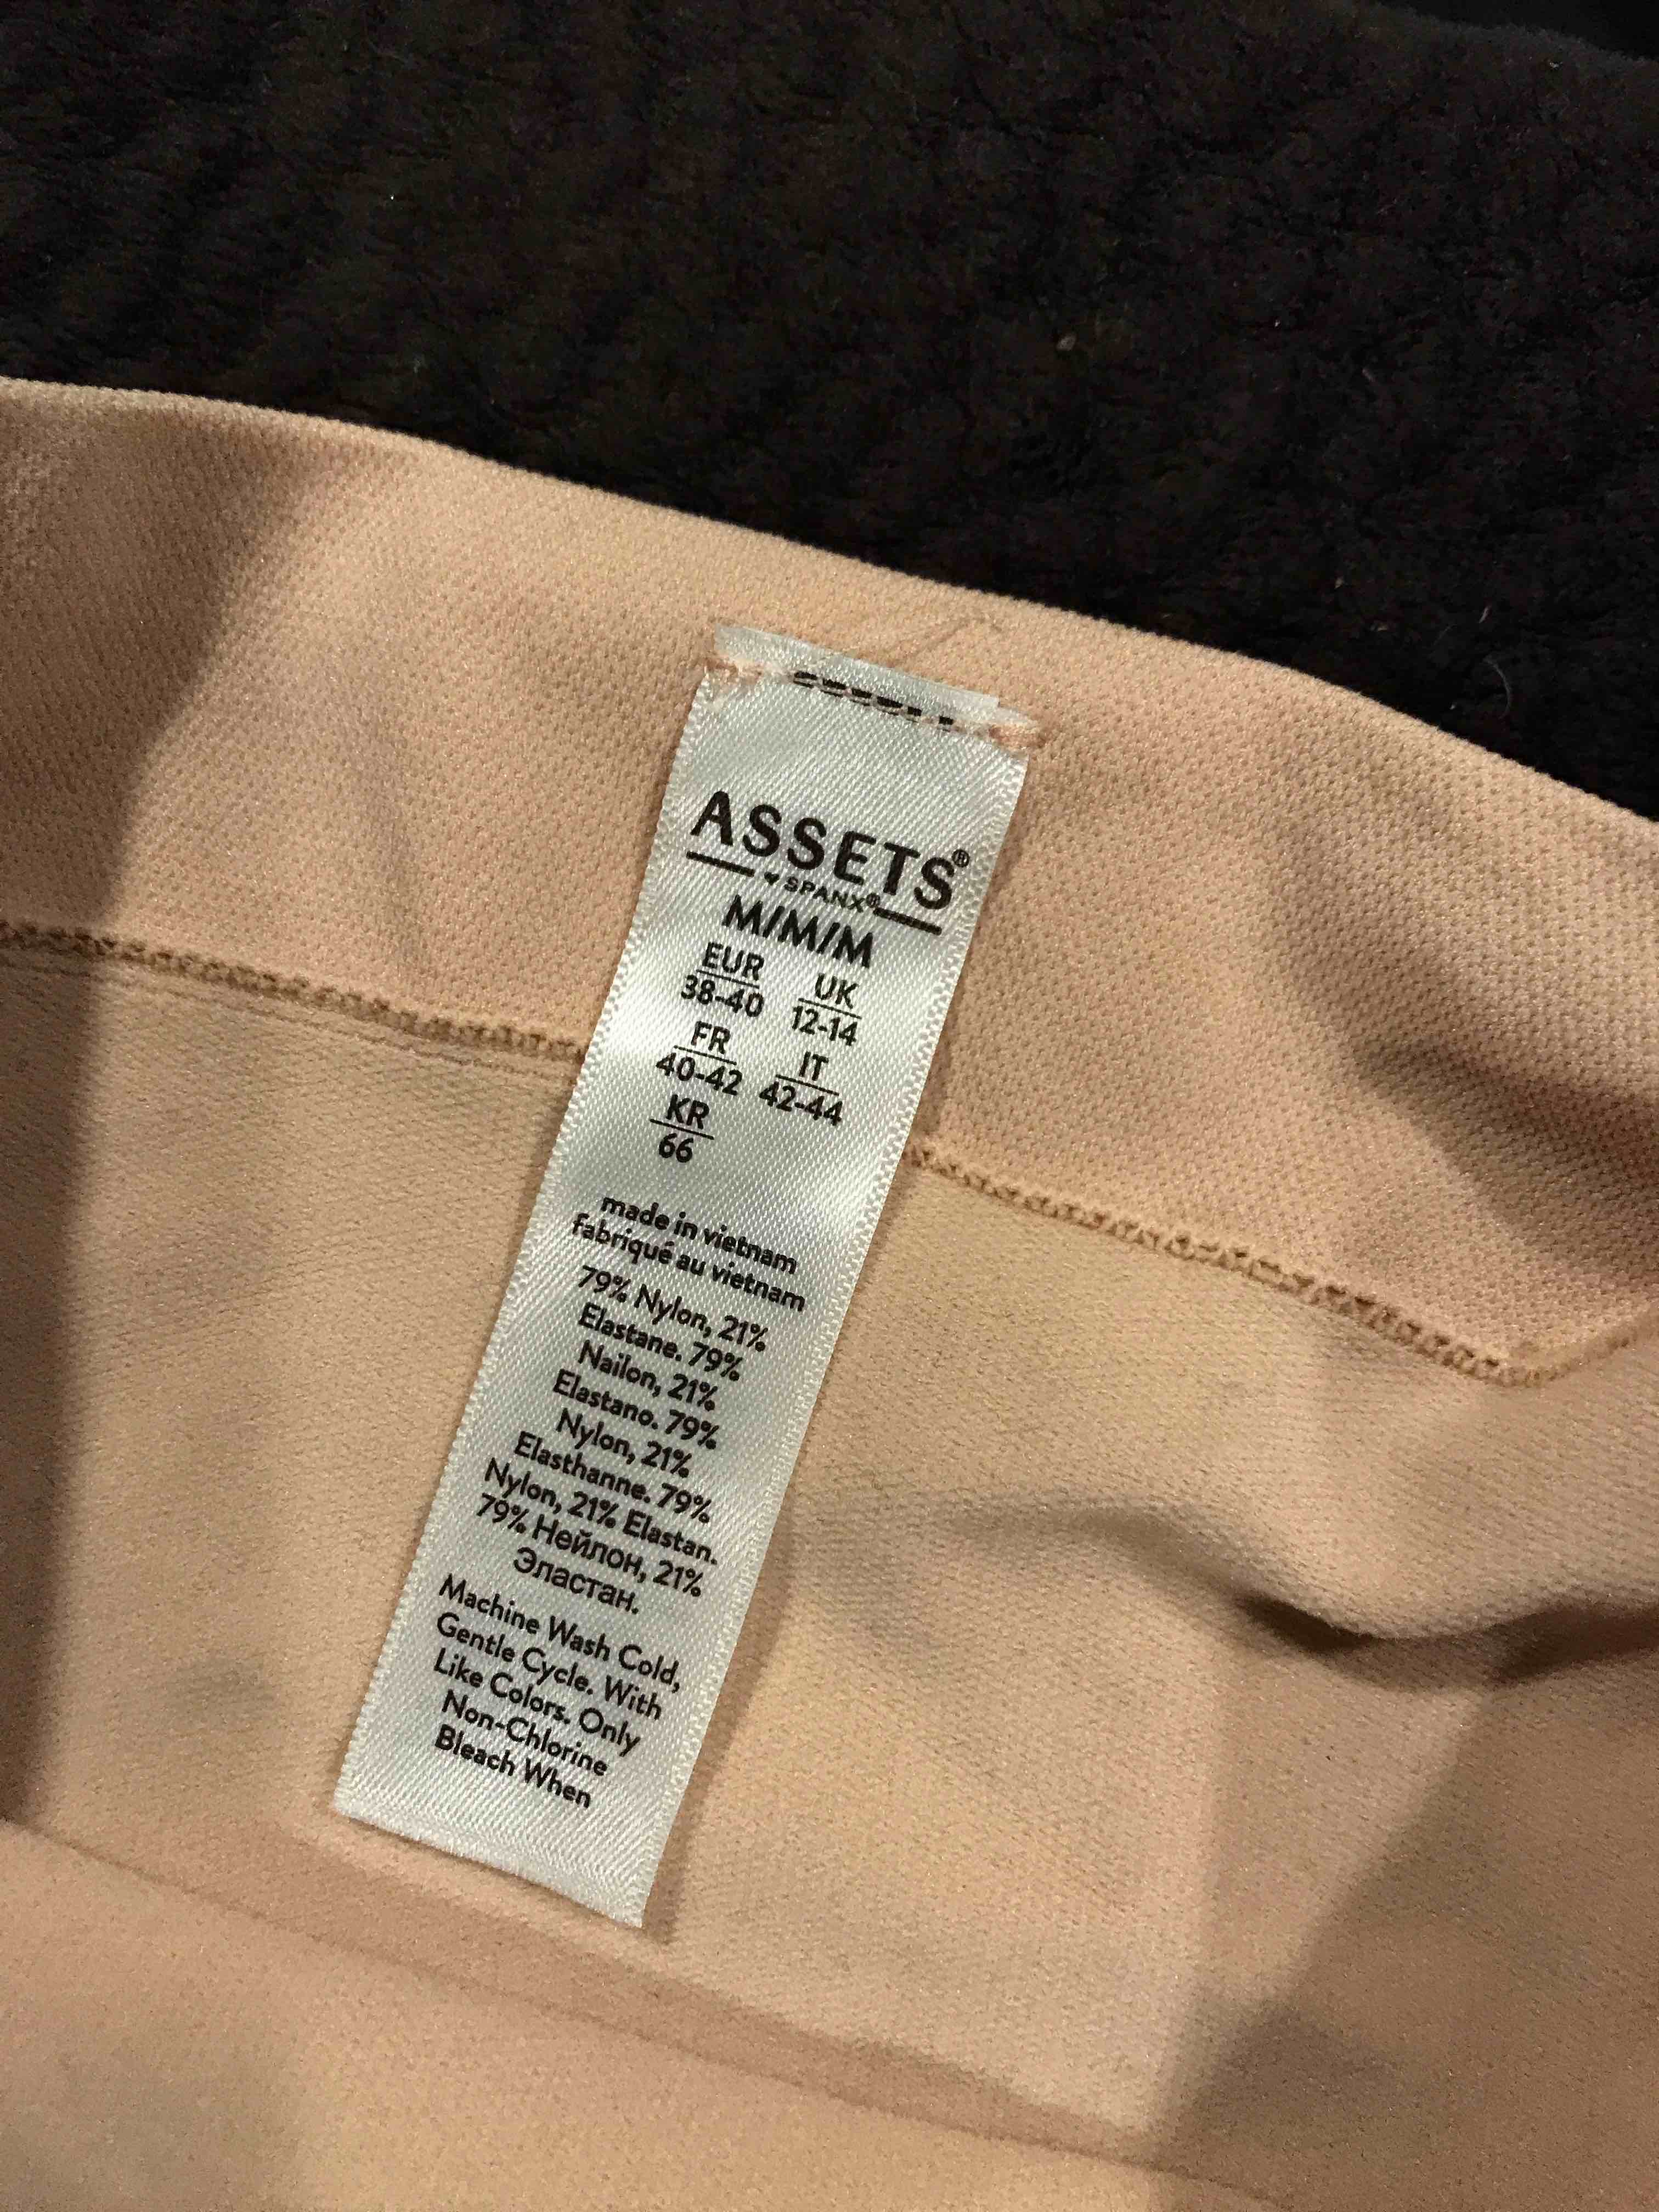 ASSETS®
♥ SPANX®
M/M/M
EUR UK
38-40 12-14
FR IT
40-42 42-44
KR
66
made in vietnam
fabriqué au vietnam
79% Nylon, 21%
Elastane. 79%
Nailon, 21%
Elastano. 79%
Nylon, 21%
Elasthanne. 79%
Nylon, 21% Elastan.
79% Нейлон, 21%
Эластан.
Machine Wash Cold,
Gentle Cycle. With
Like Colors. Only
Non-Chlorine
Bleach When